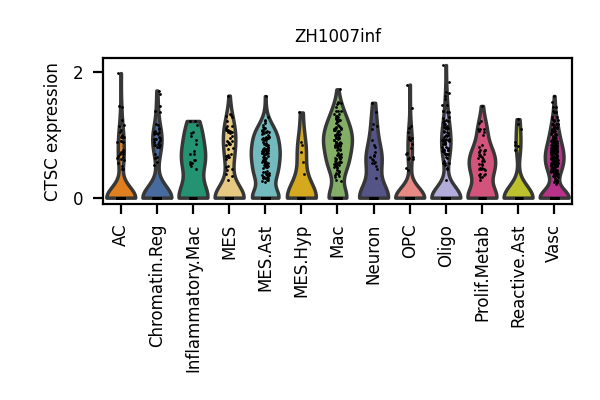 ZH1007inf
CTSC expression
2
0
AC
Chromatin.Reg
Inflammatory.Mac
MES
MES.Ast
MES.Hyp
Mac
Neuron
OPC
Oligo
Prolif.Metab
Reactive.Ast
Vasc